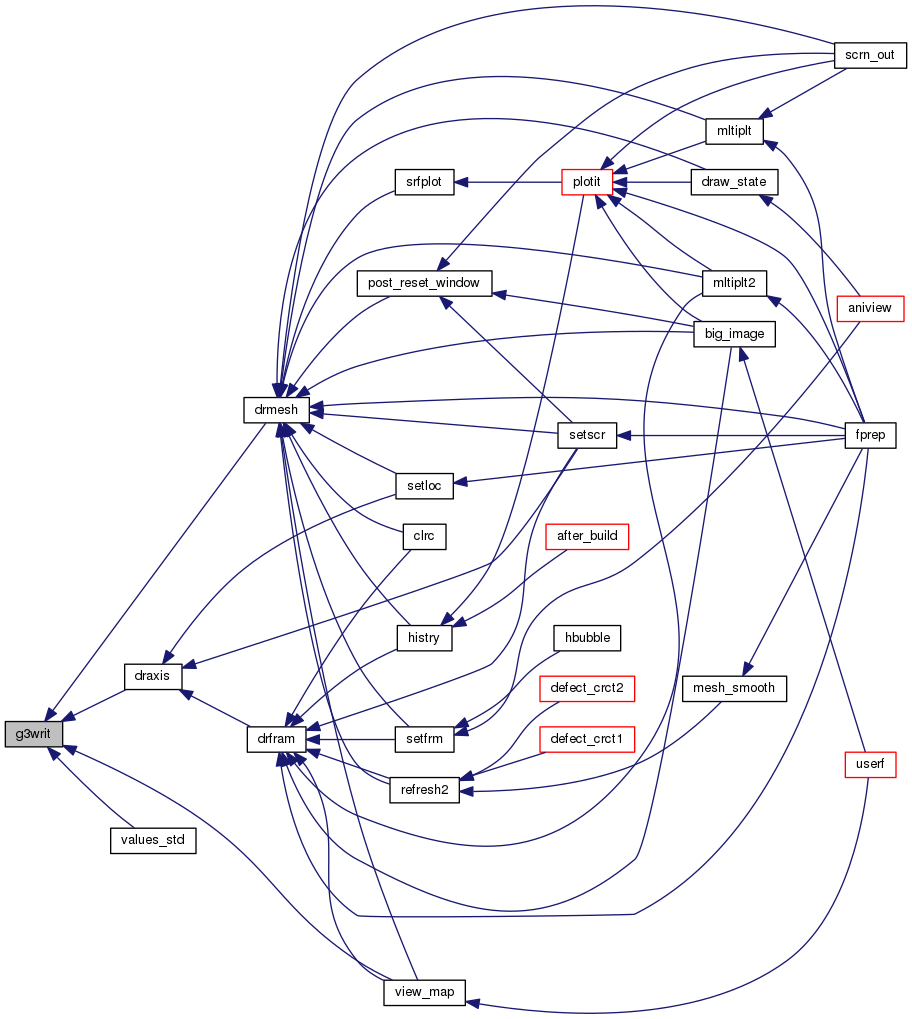 scrn_out
mltiplt
srfplot
plotit
draw_state
post_reset_window
mltiplt2
aniview
big_image
drmesh
setscr
fprep
setloc
clrc
after_build
histry
hbubble
draxis
defect_crct2
mesh_smooth
g3writ
drfram
setfrm
defect_crct1
userf
refresh2
values_std
view_map